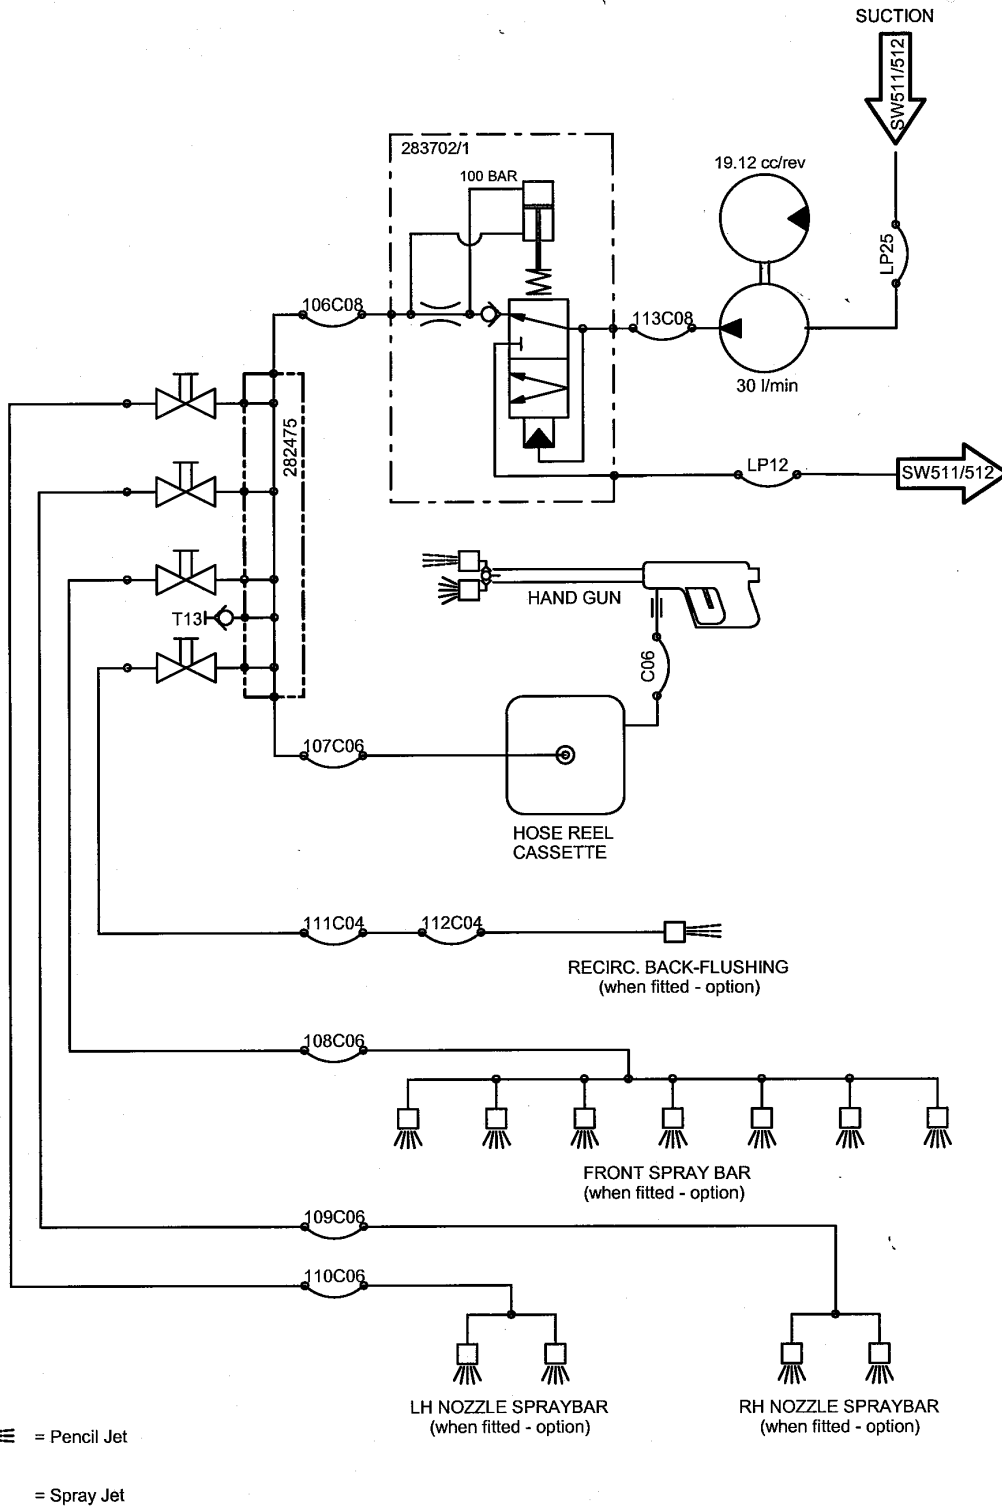 SUCTION
SW511/512
283702/1
19.12 cc/rev
100 BAR
LP25
106C08
113C08
30 l/min
282475
LP12
SW511/512
HAND GUN
T13
C06
107C06
HOSE REEL
CASSETTE
111C04
112C04
RECIRC. BACK-FLUSHING
(when fitted - option)
108C06
FRONT SPRAY BAR
(when fitted - option)
109C06
110C06
LH NOZZLE SPRAYBAR
(when fitted - option)
RH NOZZLE SPRAYBAR
(when fitted - option)
= Pencil Jet
= Spray Jet